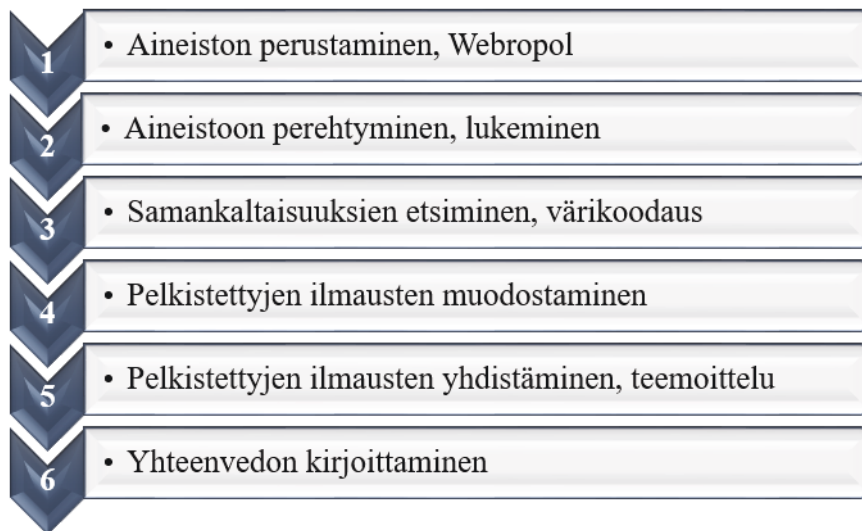 1 • Aineiston perustaminen, Webropol
2 • Aineistoon perehtyminen, lukeminen
3 • Samankaltaisuuksien etsiminen, värikoodaus
4 • Pelkistettyjen ilmausten muodostaminen
5 • Pelkistettyjen ilmausten yhdistäminen, teemoittelu
6 • Yhteenvedon kirjoittaminen